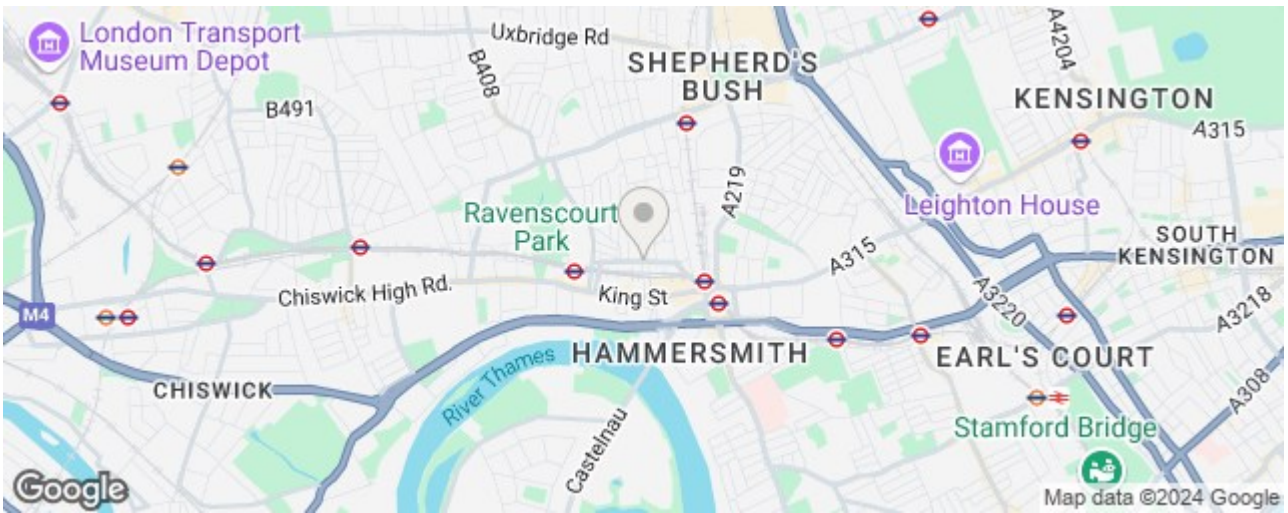 London Transport
Museum Depot
Uxbridge Rd
B408
B491
SHEPHERD'S
BUSH
A4204
KENSINGTON
A315
A219
Leighton House
Ravenscourt
Park
SOUTH
KENSINGTON
A315
Chiswick High Rd.
King St
A3220
A3218
M4
HAMMERSMITH
EARL'S COURT
CHISWICK
River Thames
A308
Castelnau
Stamford Bridge
Google
Map data ©2024 Google